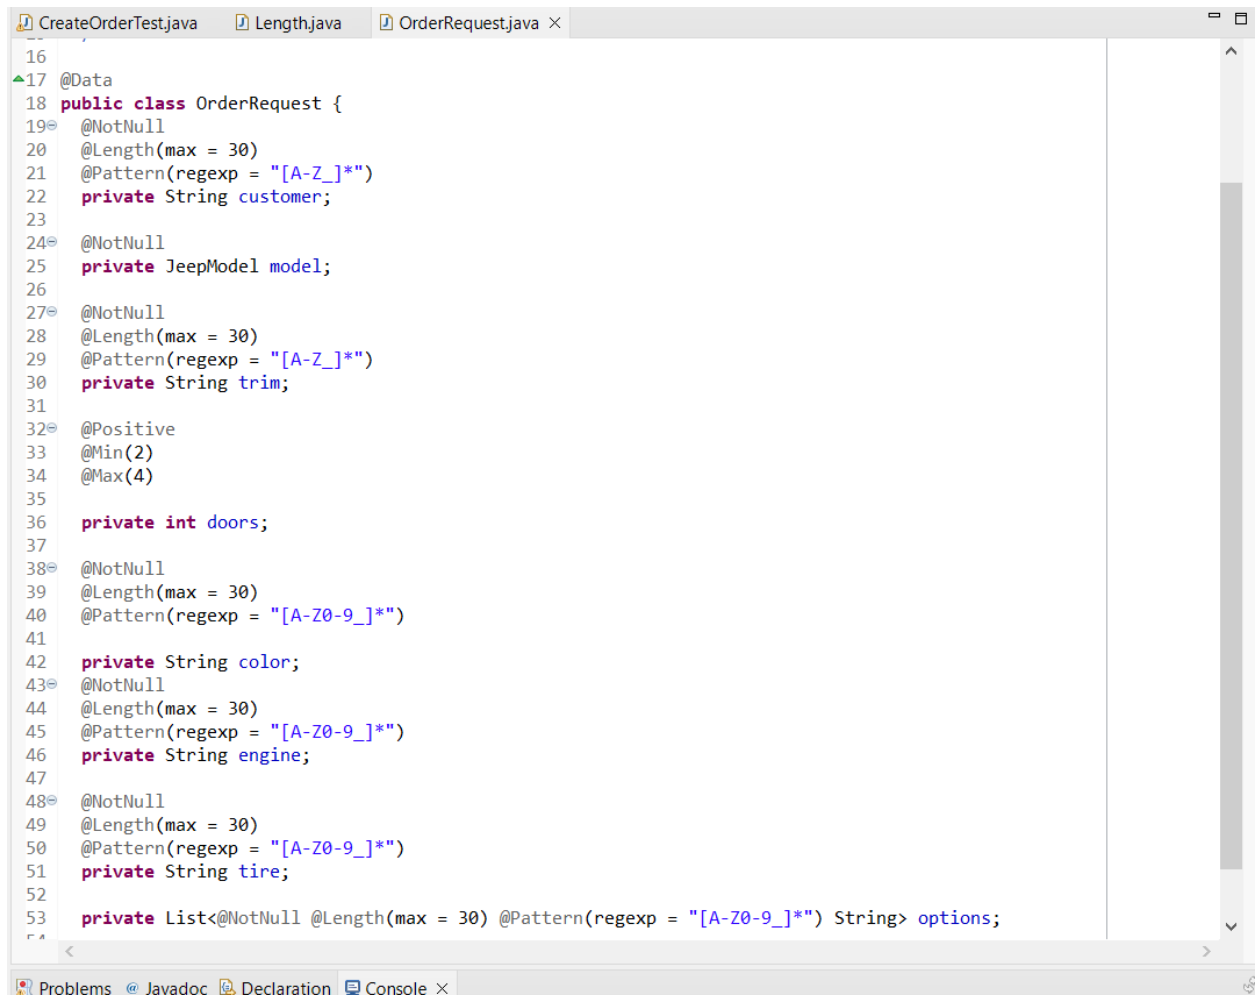 CreateOrderTest.java Length.java OrderRequest.java
16
17 @Data
18 public class OrderRequest {
19 @NotNull
20 @Length(max = 30)
21 @Pattern(regexp = "[A-Z_]*")
22 private String customer;
23
24 @NotNull
25 private JeepModel model;
26
27 @NotNull
28 @Length(max = 30)
29 @Pattern(regexp = "[A-Z_]*")
30 private String trim;
31
32 @Positive
33 @Min(2)
34 @Max(4)
35
36 private int doors;
37
38 @NotNull
39 @Length(max = 30)
40 @Pattern(regexp = "[A-Z0-9_]*")
41
42 private String color;
43 @NotNull
44 @Length(max = 30)
45 @Pattern(regexp = "[A-Z0-9_]*")
46 private String engine;
47
48 @NotNull
49 @Length(max = 30)
50 @Pattern(regexp = "[A-Z0-9_]*")
51 private String tire;
52
53 private List<@NotNull @Length(max = 30) @Pattern(regexp = "[A-Z0-9_]*") String> options;
Problems @ Javadoc Declaration Console